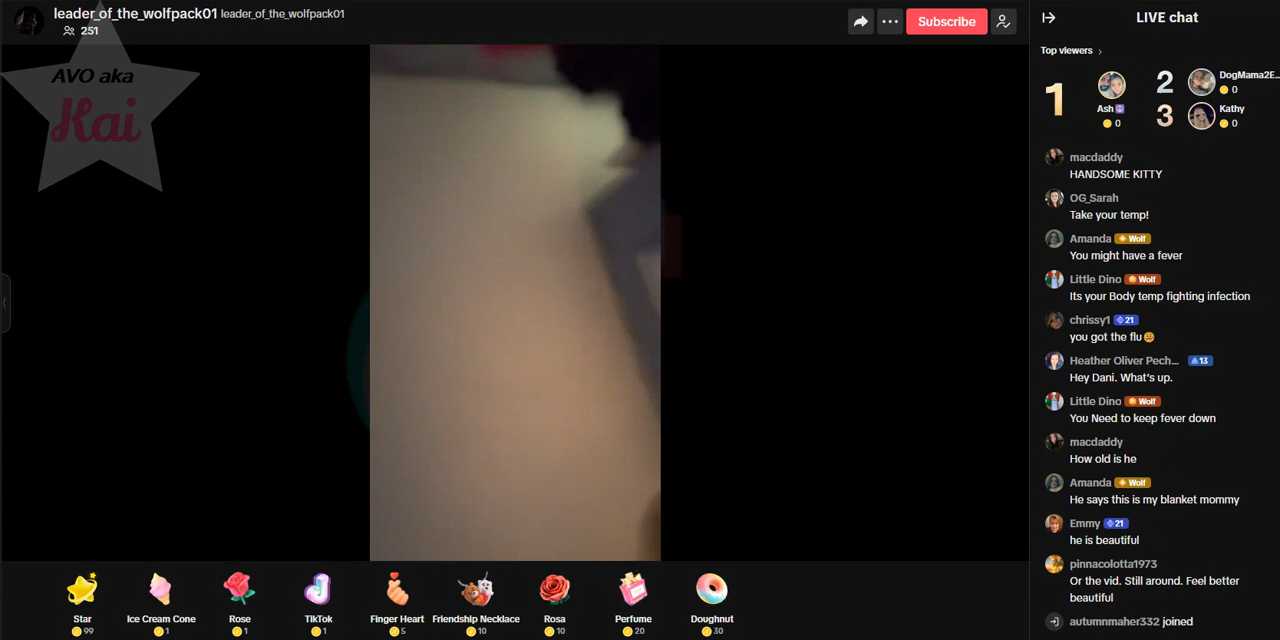 leader_of_the_wolfpack01 leader_of_the_wolfpack01
251
Subscribe
AVO aka
Kai
Star
99
Ice Cream Cone
1
Rose
1
TikTok
1
Finger Heart
5
Friendship Necklace
10
Rosa
10
Perfume
20
Doughnut
30
LIVE chat
Top viewers
1
Ash
0
2
DogMama2E...
0
3
Kathy
0
macdaddy
HANDSOME KITTY
OG_Sarah
Take your temp!
Amanda Wolf
You might have a fever
Little Dino Wolf
Its your Body temp fighting infection
chrissy1 21
you got the flu
Heather Oliver Pech... 13
Hey Dani. What's up.
Little Dino Wolf
You Need to keep fever down
macdaddy
How old is he
Amanda Wolf
He says this is my blanket mommy
Emmy 21
he is beautiful
pinnacolotta1973
Or the vid. Still around. Feel better
beautiful
autumnmaher332 joined